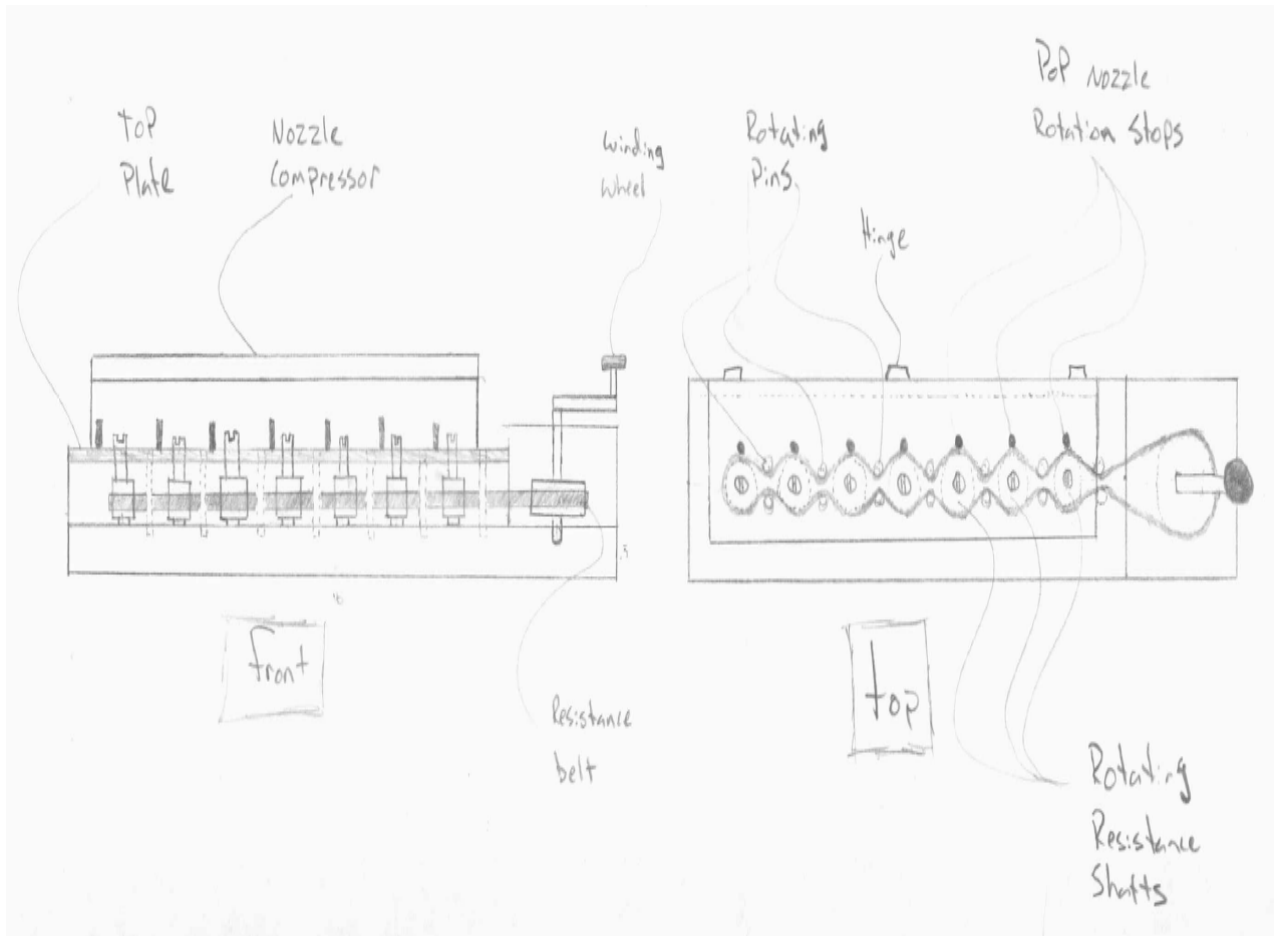 Top
Plate
Nozzle
Compressor
Winding
Wheel
Rotating
Pins
Hinge
PoP Nozzle
Rotation Stops
front
top
Resistance
belt
Rotating
Resistance
Shafts